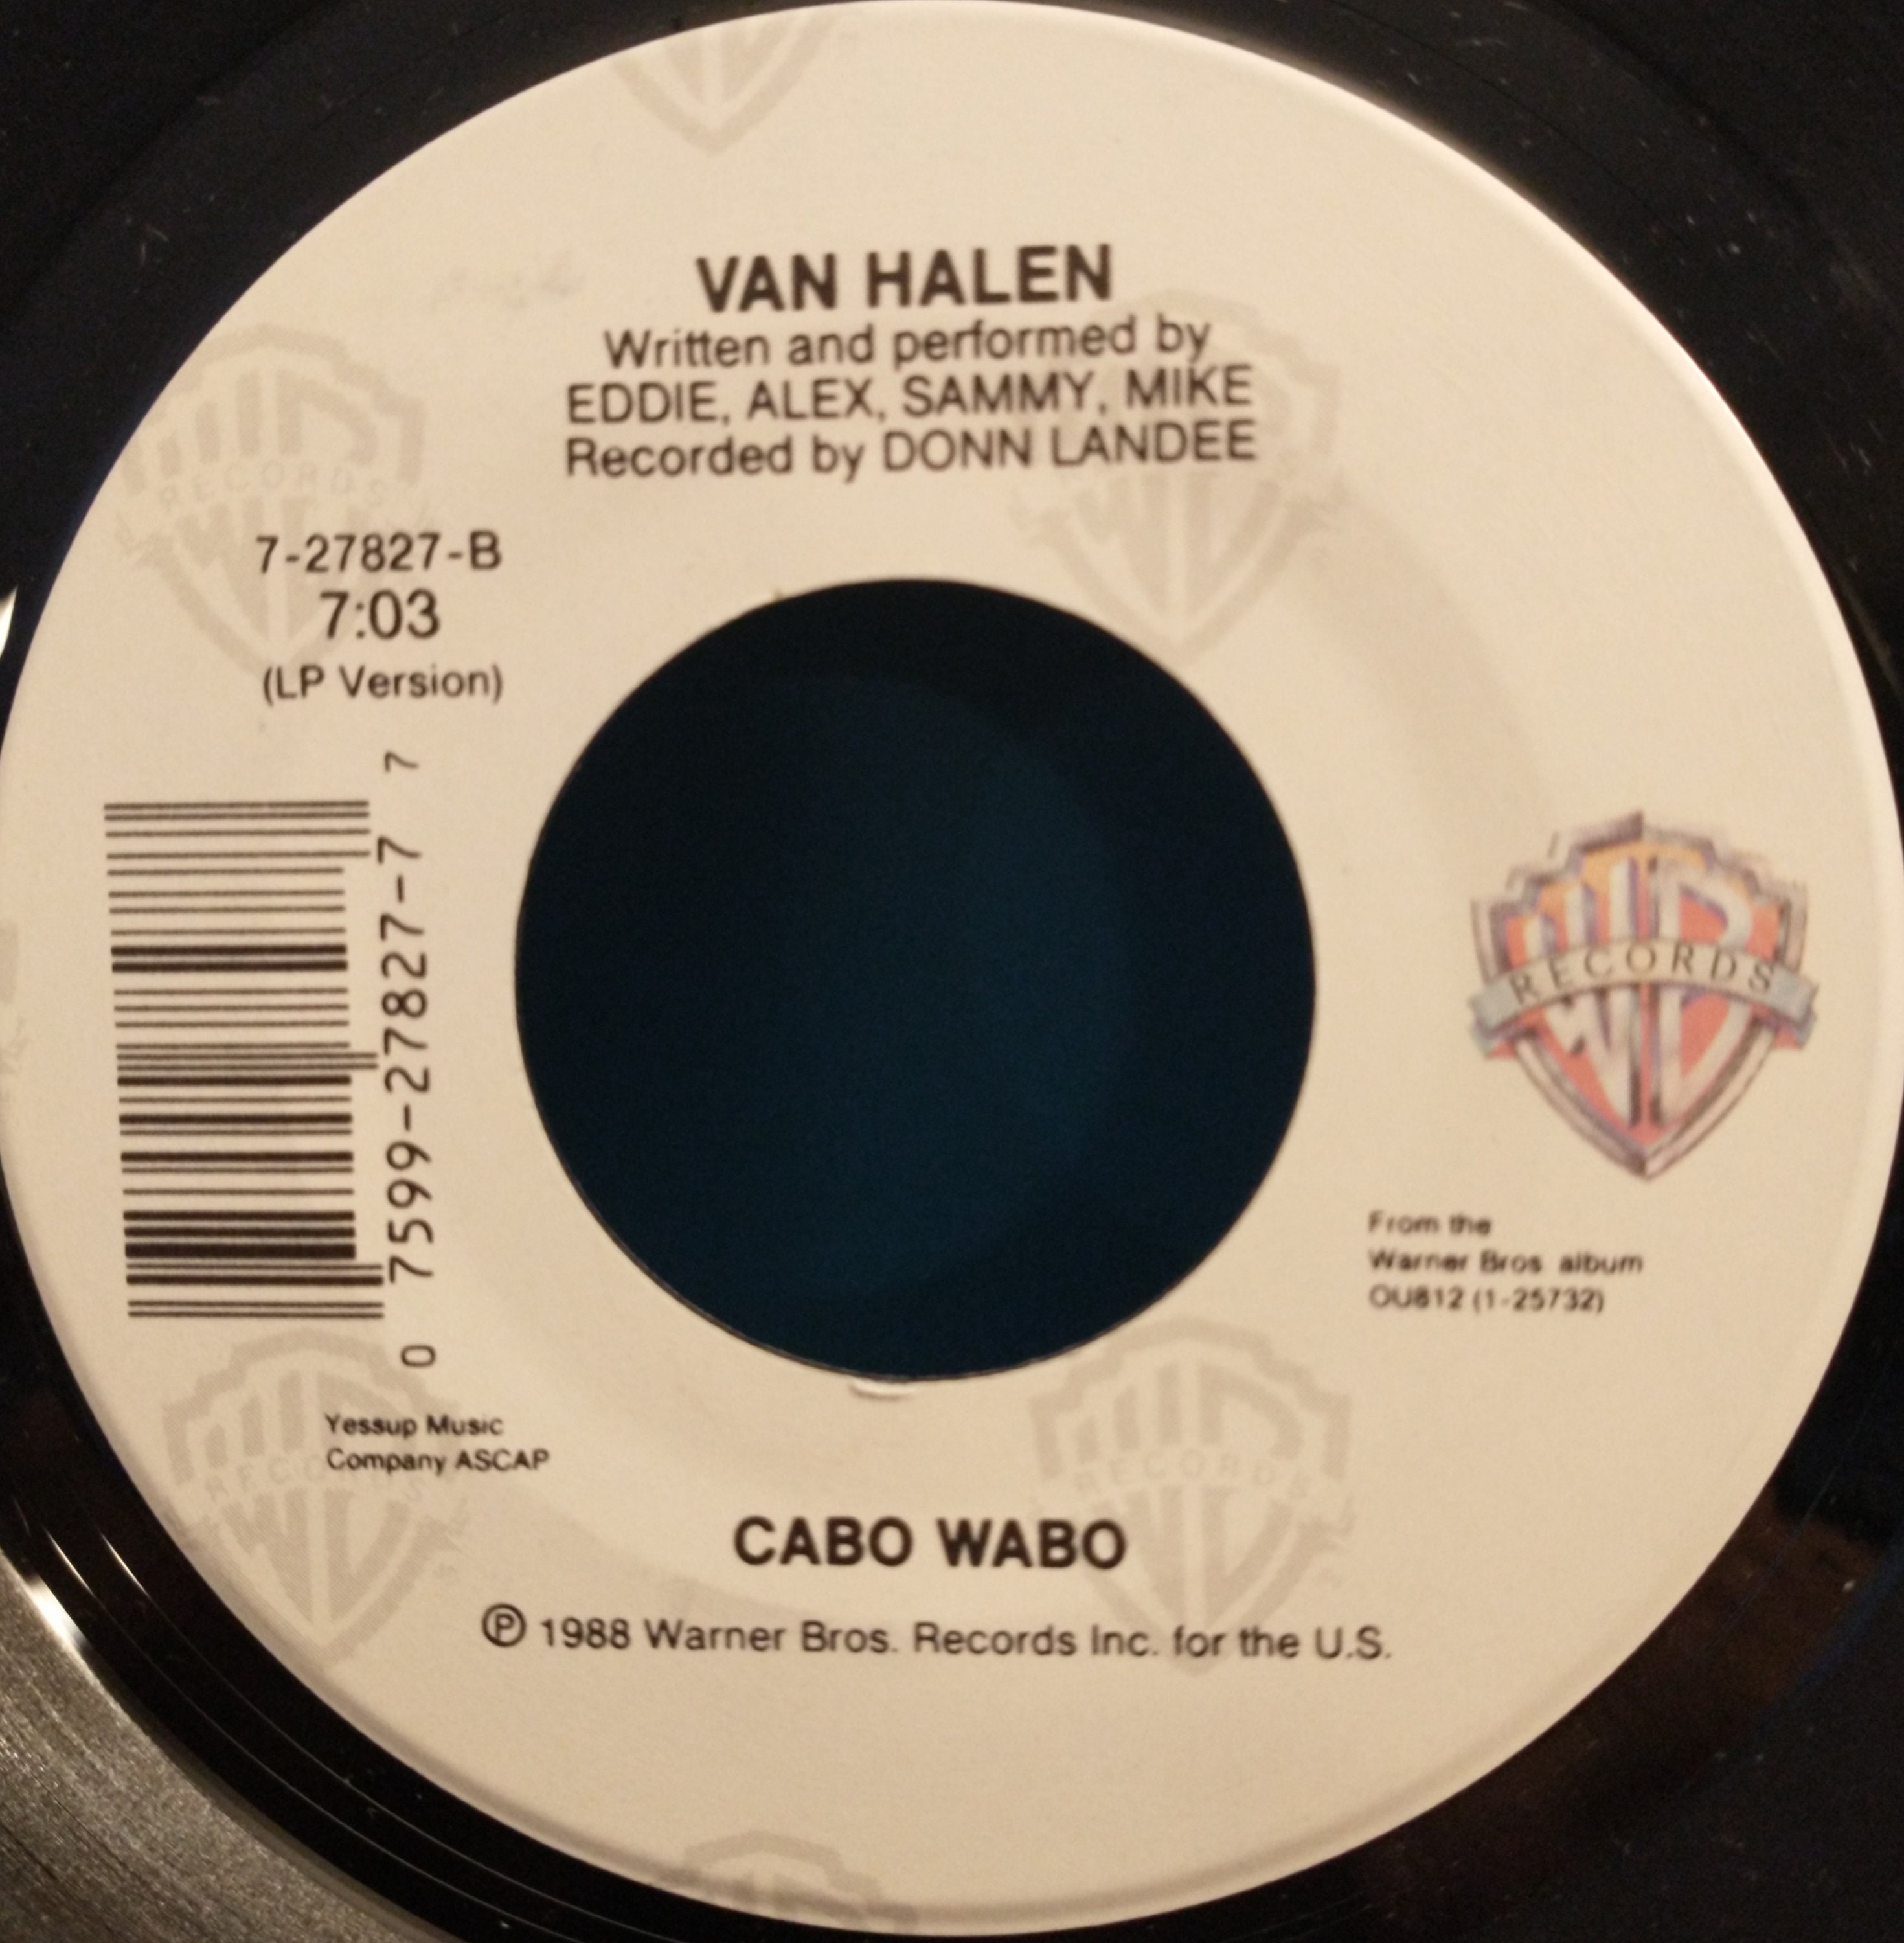 VAN HALEN
Written and performed by
EDDIE, ALEX, SAMMY, MIKE
Recorded by DONN LANDEE
7-27827-B
7:03
(LP Version)
0 7599-27827-7 7
RECORDS
From the
Warner Bros album
OU812 (1-25732)
Yessup Music
Company ASCAP
CABO WABO
Ⓟ 1988 Warner Bros. Records Inc. for the U.S.